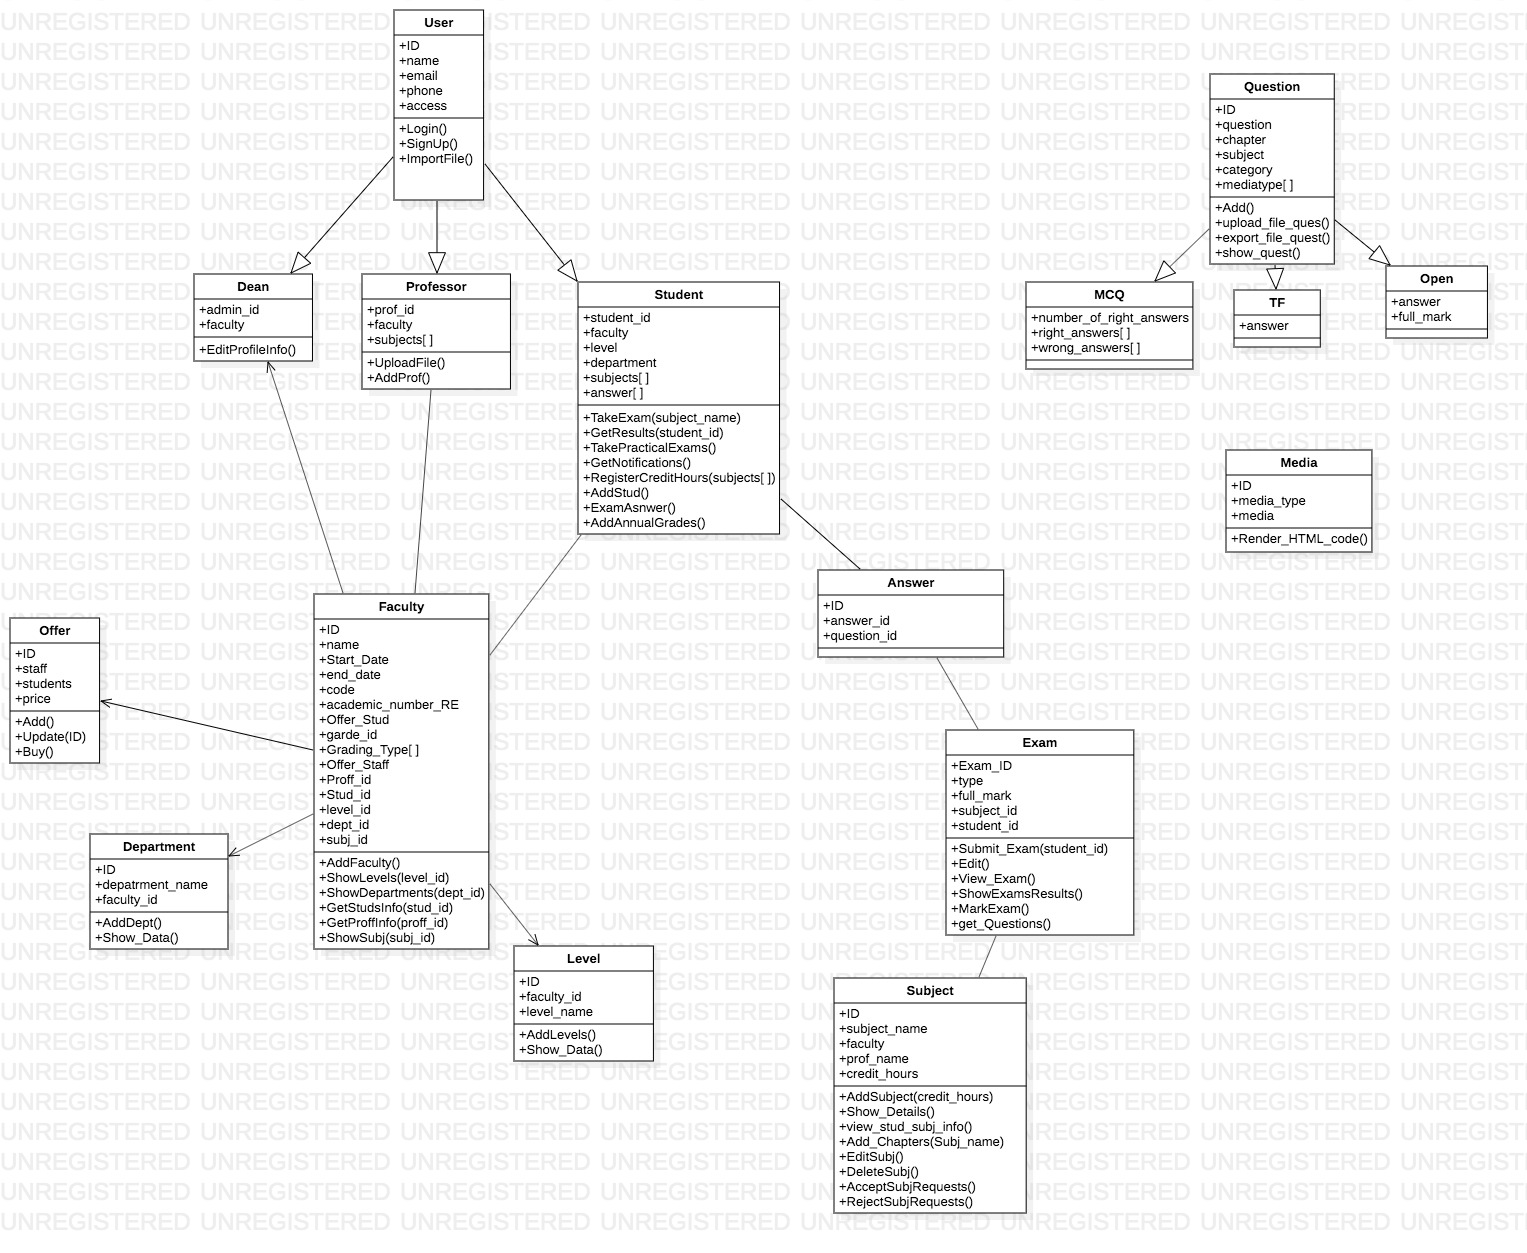 User
+ID
+name
+email
+phone
+access
+Login()
+SignUp()
+ImportFile()
Question
+ID
+question
+chapter
+subject
+category
+mediatype[ ]
+Add()
+upload_file_ques()
+export_file_quest()
+show_quest()
Dean
+admin_id
+faculty
+EditProfileInfo()
Professor
+prof_id
+faculty
+subjects[ ]
+UploadFile()
+AddProf()
Student
+student_id
+faculty
+level
+department
+subjects[ ]
+answer[ ]
+TakeExam(subject_name)
+GetResults(student_id)
+TakePracticalExams()
+GetNotifications()
+RegisterCreditHours(subjects[ ])
+AddStud()
+ExamAsnwer()
+AddAnnualGrades()
MCQ
+number_of_right_answers
+right_answers[ ]
+wrong_answers[ ]
TF
+answer
Open
+answer
+full_mark
Media
+ID
+media_type
+media
+Render_HTML_code()
Answer
+ID
+answer_id
+question_id
Faculty
+ID
+name
+Start_Date
+end_date
+code
+academic_number_RE
+Offer_Stud
+garde_id
+Grading_Type[ ]
+Offer_Staff
+Proff_id
+Stud_id
+level_id
+dept_id
+subj_id
+AddFaculty()
+ShowLevels(level_id)
+ShowDepartments(dept_id)
+GetStudsInfo(stud_id)
+GetProffInfo(proff_id)
+ShowSubj(subj_id)
Offer
+ID
+staff
+students
+price
+Add()
+Update(ID)
+Buy()
Department
+ID
+depatrment_name
+faculty_id
+AddDept()
+Show_Data()
Exam
+Exam_ID
+type
+full_mark
+subject_id
+student_id
+Submit_Exam(student_id)
+Edit()
+View_Exam()
+ShowExamsResults()
+MarkExam()
+get_Questions()
Level
+ID
+faculty_id
+level_name
+AddLevels()
+Show_Data()
Subject
+ID
+subject_name
+faculty
+prof_name
+credit_hours
+AddSubject(credit_hours)
+Show_Details()
+view_stud_subj_info()
+Add_Chapters(Subj_name)
+EditSubj()
+DeleteSubj()
+AcceptSubjRequests()
+RejectSubjRequests()
UNREGISTERED